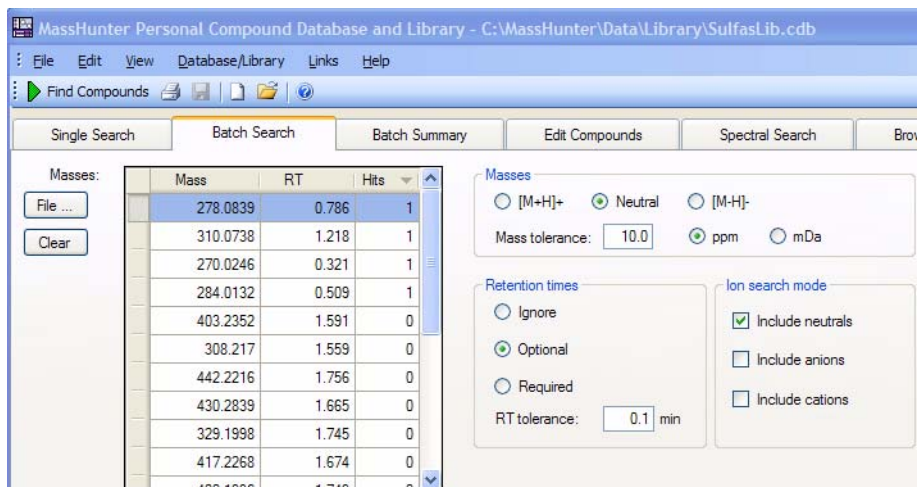 MassHunter Personal Compound Database and Library - C:\MassHunter\Data\Library\SulfasLib.cdb
File Edit View Database/Library Links Help
Find Compounds
Single Search Batch Search Batch Summary Edit Compounds Spectral Search
Masses:
File ...
Clear
Mass RT Hits
278.0839 0.786 1
310.0738 1.218 1
270.0246 0.321 1
284.0132 0.509 1
403.2352 1.591 0
308.217 1.559 0
442.2216 1.756 0
430.2839 1.665 0
329.1998 1.745 0
417.2268 1.674 0
Masses
[M+H]+ Neutral [M-H]-
Mass tolerance: 10.0 ppm mDa
Retention times
Ignore
Optional
Required
RT tolerance: 0.1 min
Ion search mode
Include neutrals
Include anions
Include cations